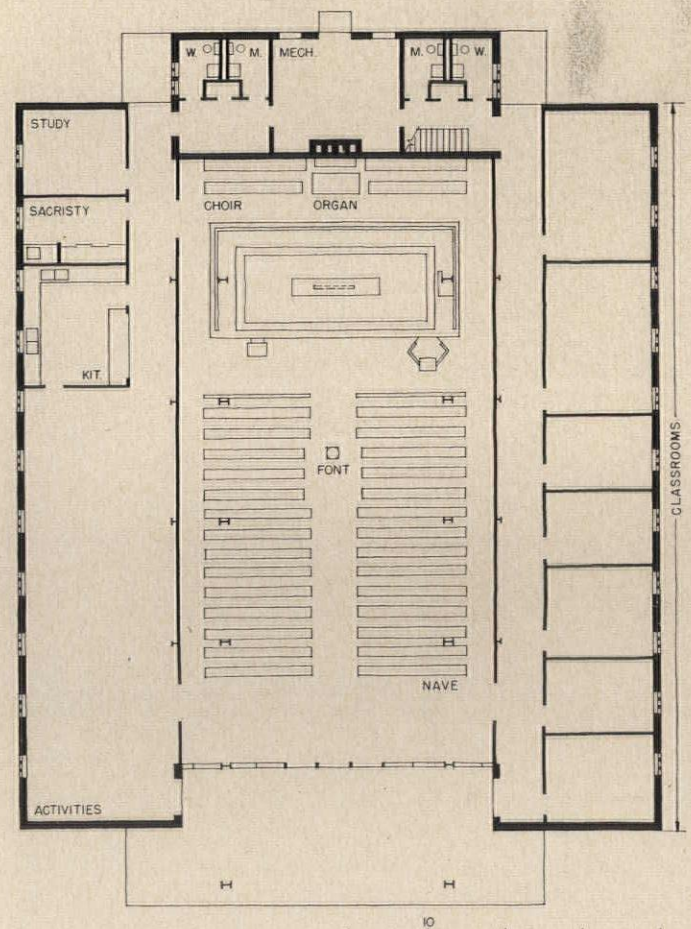 W. M. MECH. M. W.
STUDY
SACRISTY
CHOIR ORGAN
KIT.
FONT
CLASSROOMS
NAVE
ACTIVITIES
10